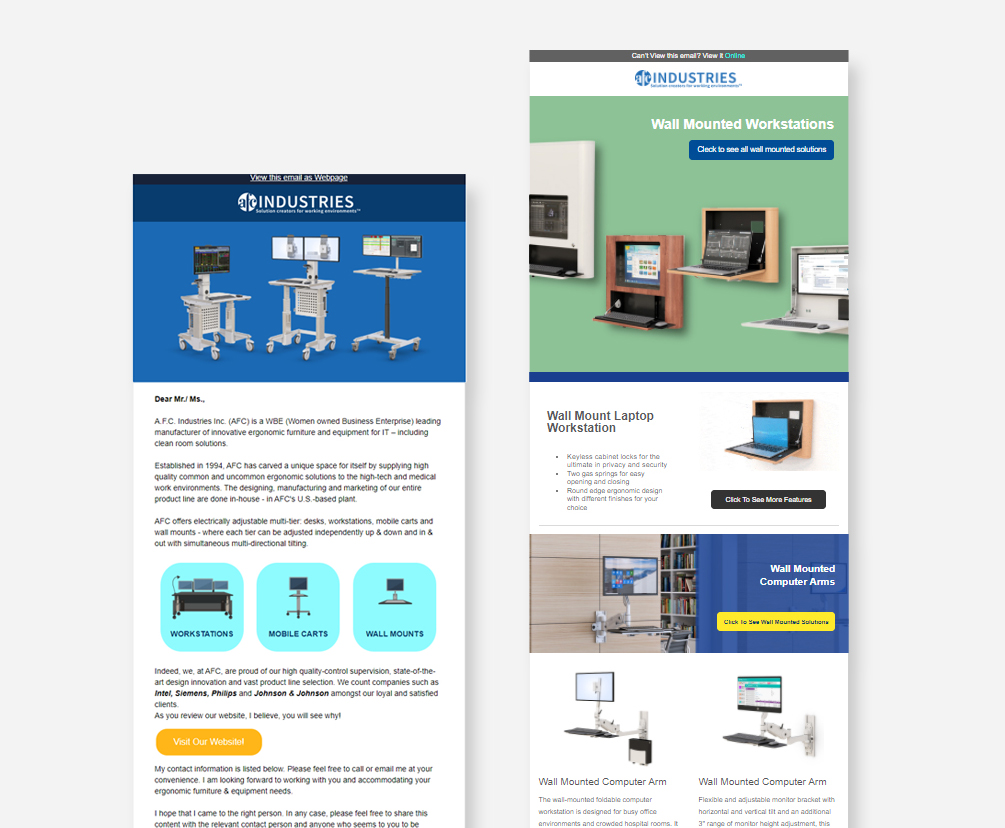 View this email as Webpage
afc INDUSTRIES
Solution creators for working environments™
Dear Mr./ Ms.,
A.F.C. Industries Inc. (AFC) is a WBE (Women owned Business Enterprise) leading
manufacturer of innovative ergonomic furniture and equipment for IT – including
clean room solutions.
Established in 1994, AFC has carved a unique space for itself by supplying high
quality common and uncommon ergonomic solutions to the high-tech and medical
work environments. The designing, manufacturing and marketing of our entire
product line are done in-house - in AFC's U.S.-based plant.
AFC offers electrically adjustable multi-tier: desks, workstations, mobile carts and
wall mounts - where each tier can be adjusted independently up & down and in &
out with simultaneous multi-directional tilting.
WORKSTATIONS
MOBILE CARTS
WALL MOUNTS
Indeed, we, at AFC, are proud of our high quality-control supervision, state-of-the-
art design innovation and vast product line selection. We count companies such as
Intel, Siemens, Philips and Johnson & Johnson amongst our loyal and satisfied
clients.
As you review our website, I believe, you will see why!
Visit Our Website!
My contact information is listed below. Please feel free to call or email me at your
convenience. I am looking forward to working with you and accommodating your
ergonomic furniture & equipment needs.
I hope that I came to the right person. In any case, please feel free to share this
content with the relevant contact person and anyone who seems to you to be
Can't View this email? View It Online
afc INDUSTRIES
Solution creators for working environments™
Wall Mounted Workstations
Cleck to see all wall mounted solutions
Wall Mount Laptop
Workstation
• Keyless cabinet locks for the
ultimate in privacy and security
• Two gas springs for easy
opening and closing
• Round edge ergonomic design
with different finishes for your
choice
Click To See More Features
Wall Mounted
Computer Arms
Click To See Wall Mounted Solutions
Wall Mounted Computer Arm
The wall-mounted foldable computer
workstation is designed for busy office
environments and crowded hospital rooms. It
Wall Mounted Computer Arm
Flexible and adjustable monitor bracket with
horizontal and vertical tilt and an additional
3" range of monitor height adjustment, this